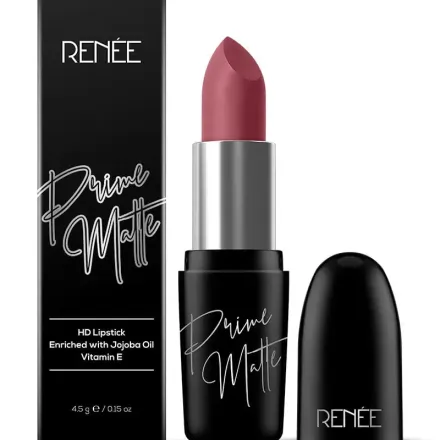 RENÉE
Prime
Matte
HD Lipstick
Enriched with Jojoba Oil
Vitamin E
4.5 g ℮ / 0.15 oz
Prime
Matte
RENÉE